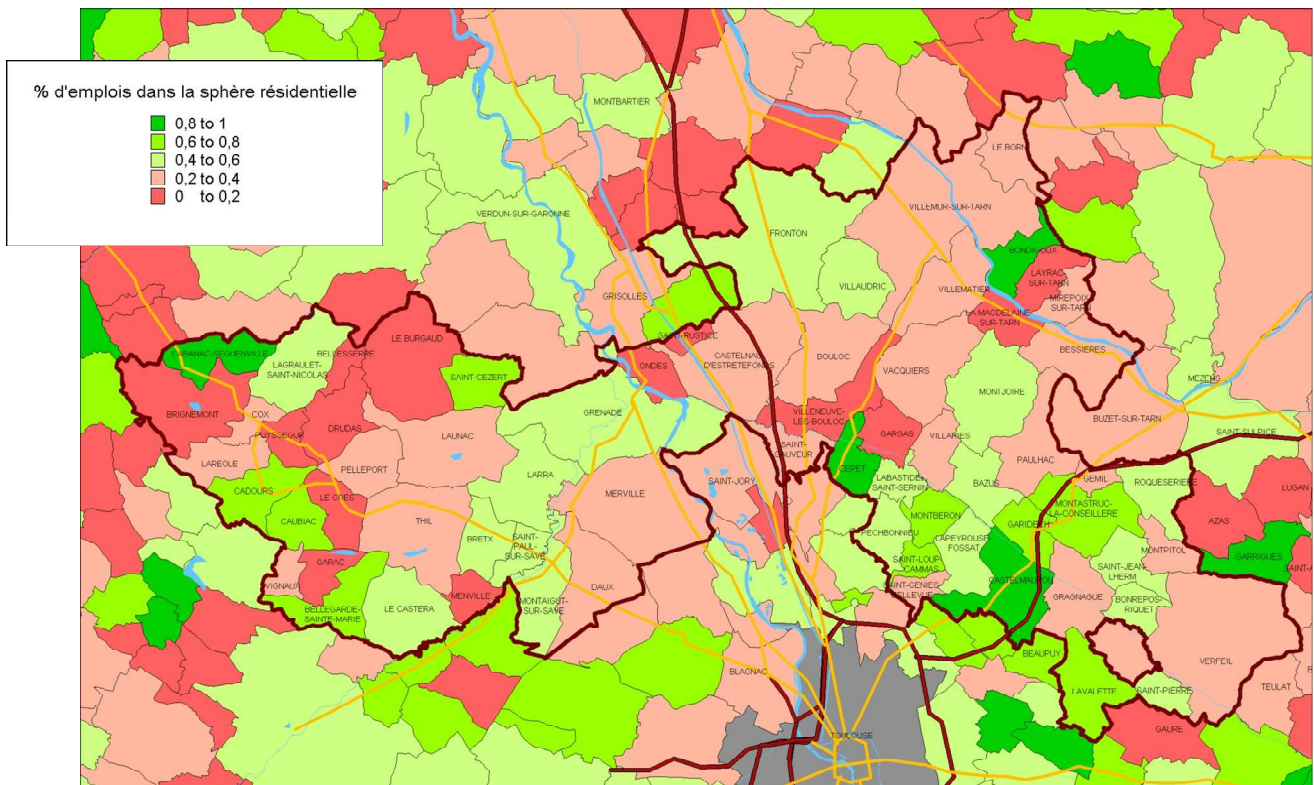 % d'emplois dans la sphère résidentielle
0,8 to 1
0,6 to 0,8
0,4 to 0,6
0,2 to 0,4
0 to 0,2
MONTBARTIER
LE BORN
VERDUN-SUR-GARONNE
VILLEMUR-SUR-TARN
FRONTON
BONDIGOUX
LAYRAC-
SUR-TARN
VILLAUDRIC
VILLEMATIER
MIREPOIX-
SUR-TARN
GRISOLLES
LA MAGDELAINE-
SUR-TARN
SAINT-RUSTICE
LE BURGAUD
BESSIERES
CABANAC-SEGUENVILLE
BELLESSERRE
LAGRAULET-
SAINT-NICOLAS
CASTELNAU
D'ESTRETEFONDS
BOULOC
ONDES
VACQUIERS
SAINT-CEZERT
MEZENS
MONTJOIRE
BRIGNEMONT
COX
GRENADE
VILLENEUVE-
LES-BOULOC
BUZET-SUR-TARN
PUYSSEGUR
DRUDAS
LAUNAC
GARGAS
VILLARIES
SAINT-SULPICE
SAINT-
SAUVEUR
LAREOLE
PELLEPORT
PAULHAC
CEPET
LARRA
LABASTIDE-
SAINT-SERNIN
BAZUS
GEMIL
ROQUESERIERE
SAINT-JORY
CADOURS
LE GRES
MERVILLE
LUGAN
MONTASTRUC-
LA-CONSEILLERE
MONTBERON
AZAS
CAUBIAC
THIL
GARIDECH
PECHBONNIEU
LAPEYROUSE-
FOSSAT
BRETX
SAINT-
PAUL-
SUR-SAVE
MONTPITOL
GARRIGUES
SAINT-LOUP-
CAMMAS
GARAC
SAINT-JEAN-
LHERM
SAINT-A
VIGNAUX
DAUX
SAINT-GENIES-
BELLEVUE
CASTELMAUROU
GRAGNAGUE
MENVILLE
BONREPOS-
RIQUET
BELLEGARDE-
SAINTE-MARIE
LE CASTERA
MONTAIGUT-
SUR-SAVE
BEAUPUY
VERFEIL
BLAGNAC
TEULAT
LAVALETTE
SAINT-PIERRE
GAURE
TOULOUSE